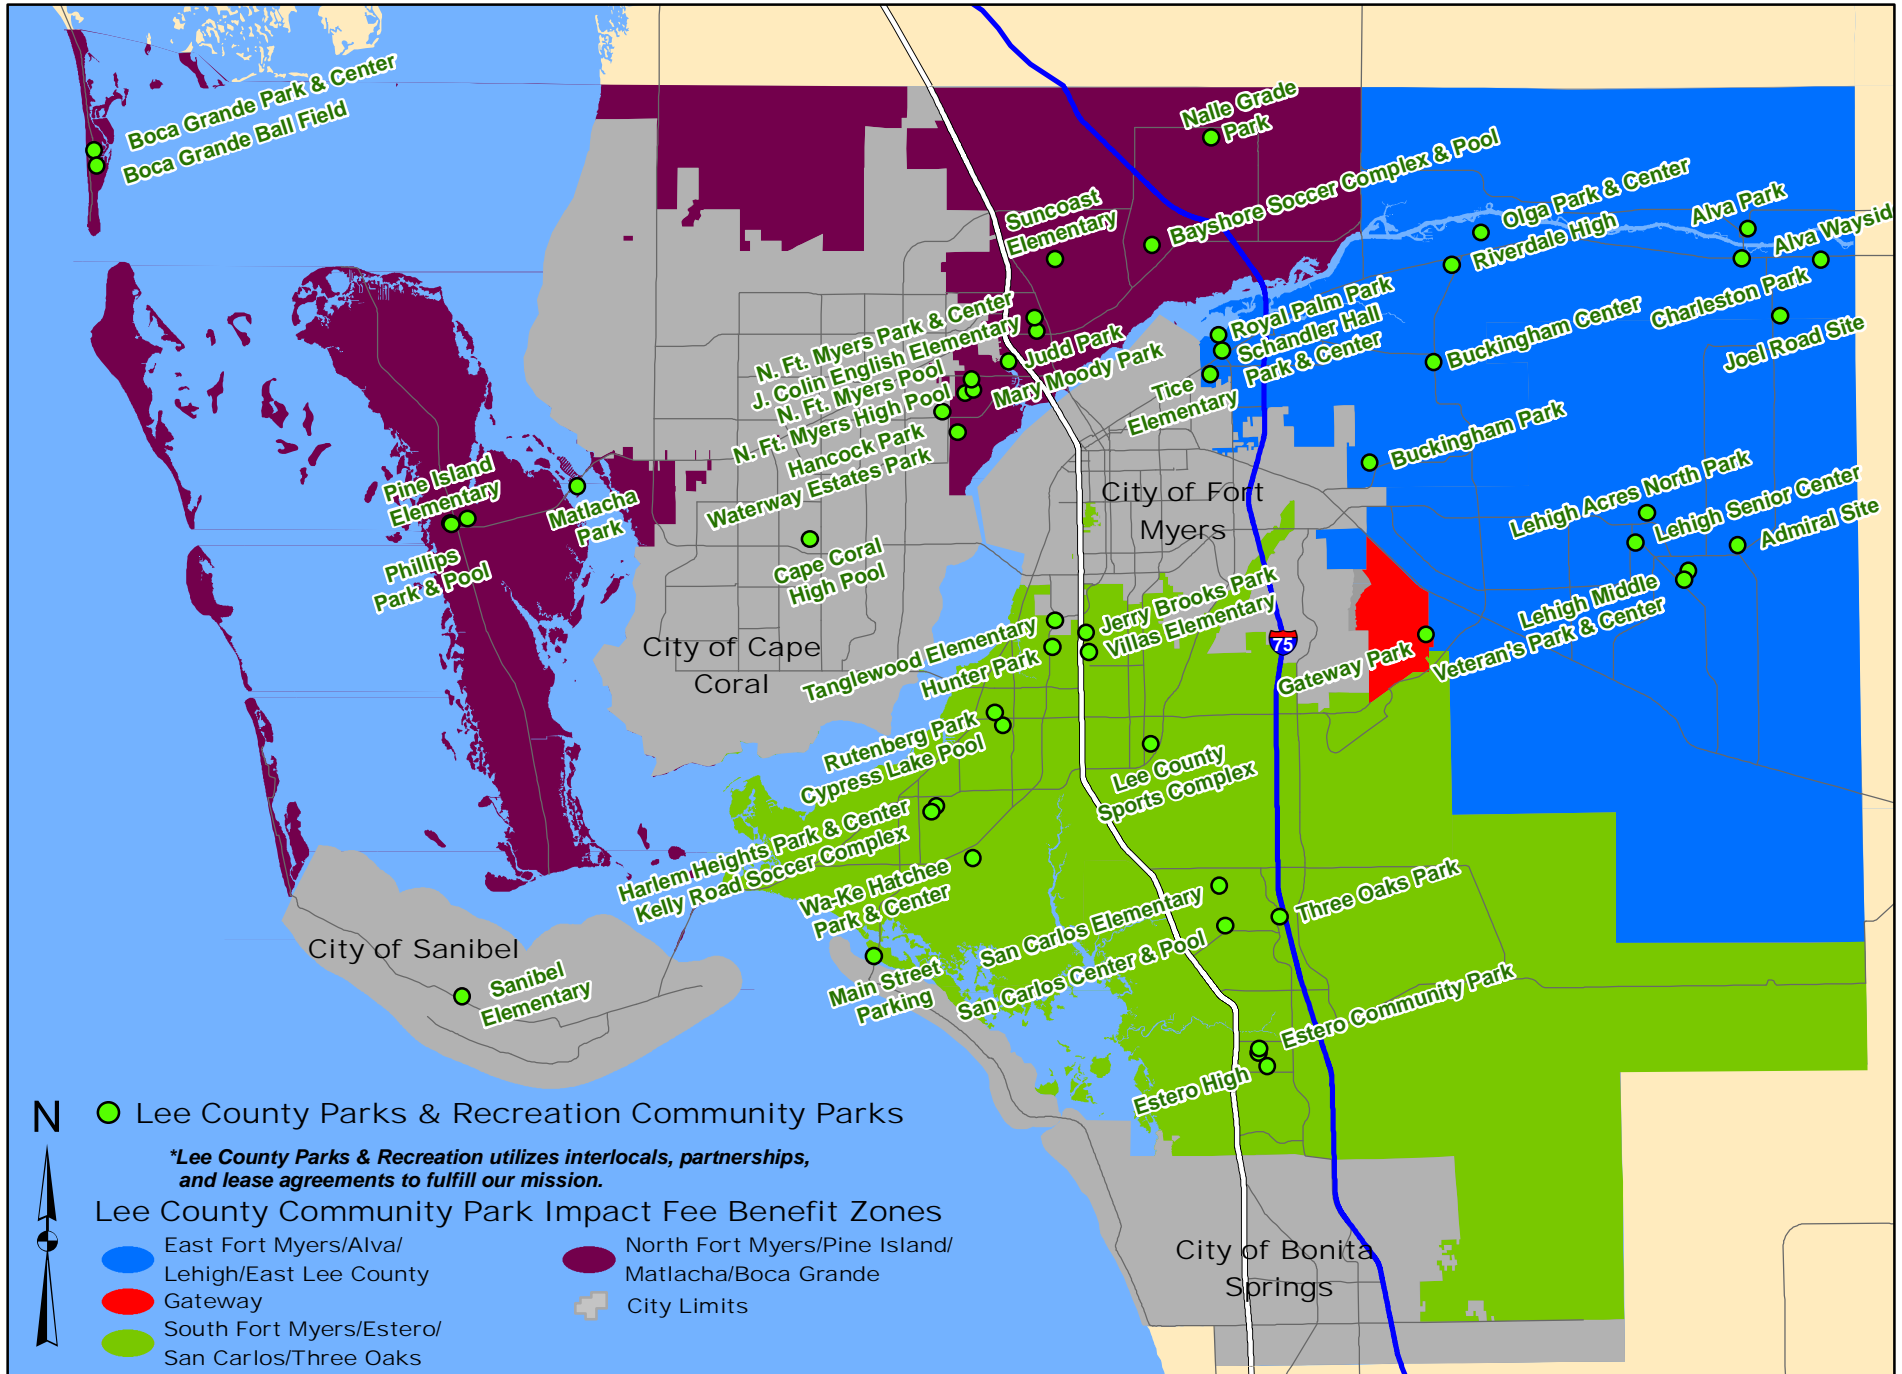 Boca Grande Park & Center
Boca Grande Ball Field
Nalle Grade
Park
Bayshore Soccer Complex & Pool
Suncoast
Elementary
Olga Park & Center
Riverdale High
Alva Park
Alva Waysid
Charleston Park
Joel Road Site
Royal Palm Park
Schandler Hall
Park & Center
Tice
Elementary
Buckingham Center
N. Ft. Myers Park & Center
J. Colin English Elementary
N. Ft. Myers Pool
N. Ft. Myers High Pool
Hancock Park
Waterway Estates Park
Judd Park
Mary Moody Park
Buckingham Park
Pine Island
Elementary
Matlacha
Park
Phillips
Park & Pool
City of Fort
Myers
Lehigh Acres North Park
Lehigh Senior Center
Admiral Site
Lehigh Middle
Veteran's Park & Center
Cape Coral
High Pool
City of Cape
Coral
Jerry Brooks Park
Villas Elementary
Tanglewood Elementary
Hunter Park
75
Gateway Park
Rutenberg Park
Cypress Lake Pool
Lee County
Sports Complex
Harlem Heights Park & Center
Kelly Road Soccer Complex
Wa-Ke Hatchee
Park & Center
San Carlos Elementary
San Carlos Center & Pool
Three Oaks Park
City of Sanibel
Sanibel
Elementary
Main Street
Parking
Estero Community Park
Estero High
City of Bonita
Springs
N
Lee County Parks & Recreation Community Parks
*Lee County Parks & Recreation utilizes interlocals, partnerships,
and lease agreements to fulfill our mission.
Lee County Community Park Impact Fee Benefit Zones
East Fort Myers/Alva/
Lehigh/East Lee County
Gateway
South Fort Myers/Estero/
San Carlos/Three Oaks
North Fort Myers/Pine Island/
Matlacha/Boca Grande
City Limits